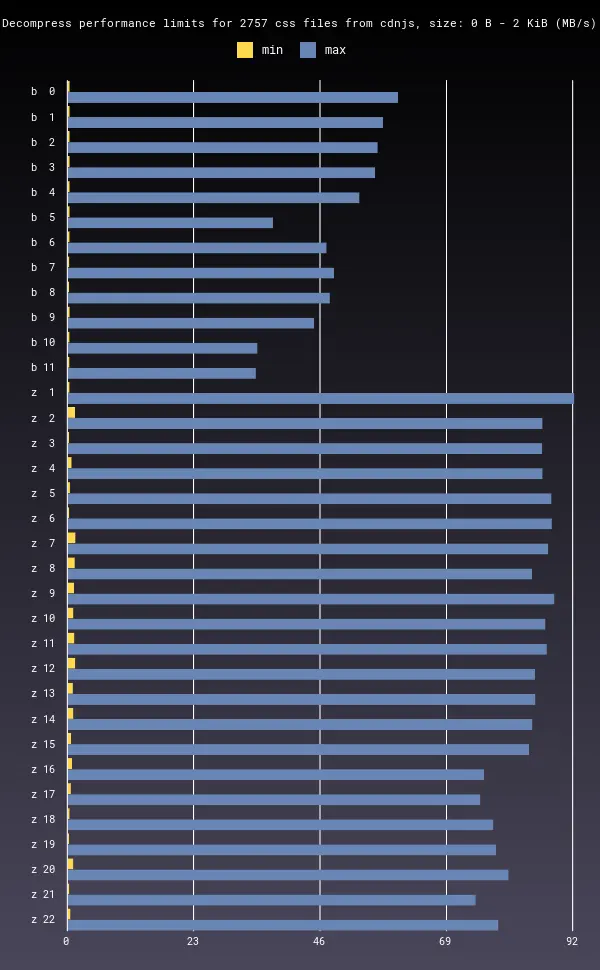 Decompress performance limits for 2757 css files from cdnjs, size: 0 B - 2 KiB (MB/s)
min max
b 0
b 1
b 2
b 3
b 4
b 5
b 6
b 7
b 8
b 9
b 10
b 11
z 1
z 2
z 3
z 4
z 5
z 6
z 7
z 8
z 9
z 10
z 11
z 12
z 13
z 14
z 15
z 16
z 17
z 18
z 19
z 20
z 21
z 22
0 23 46 69 92